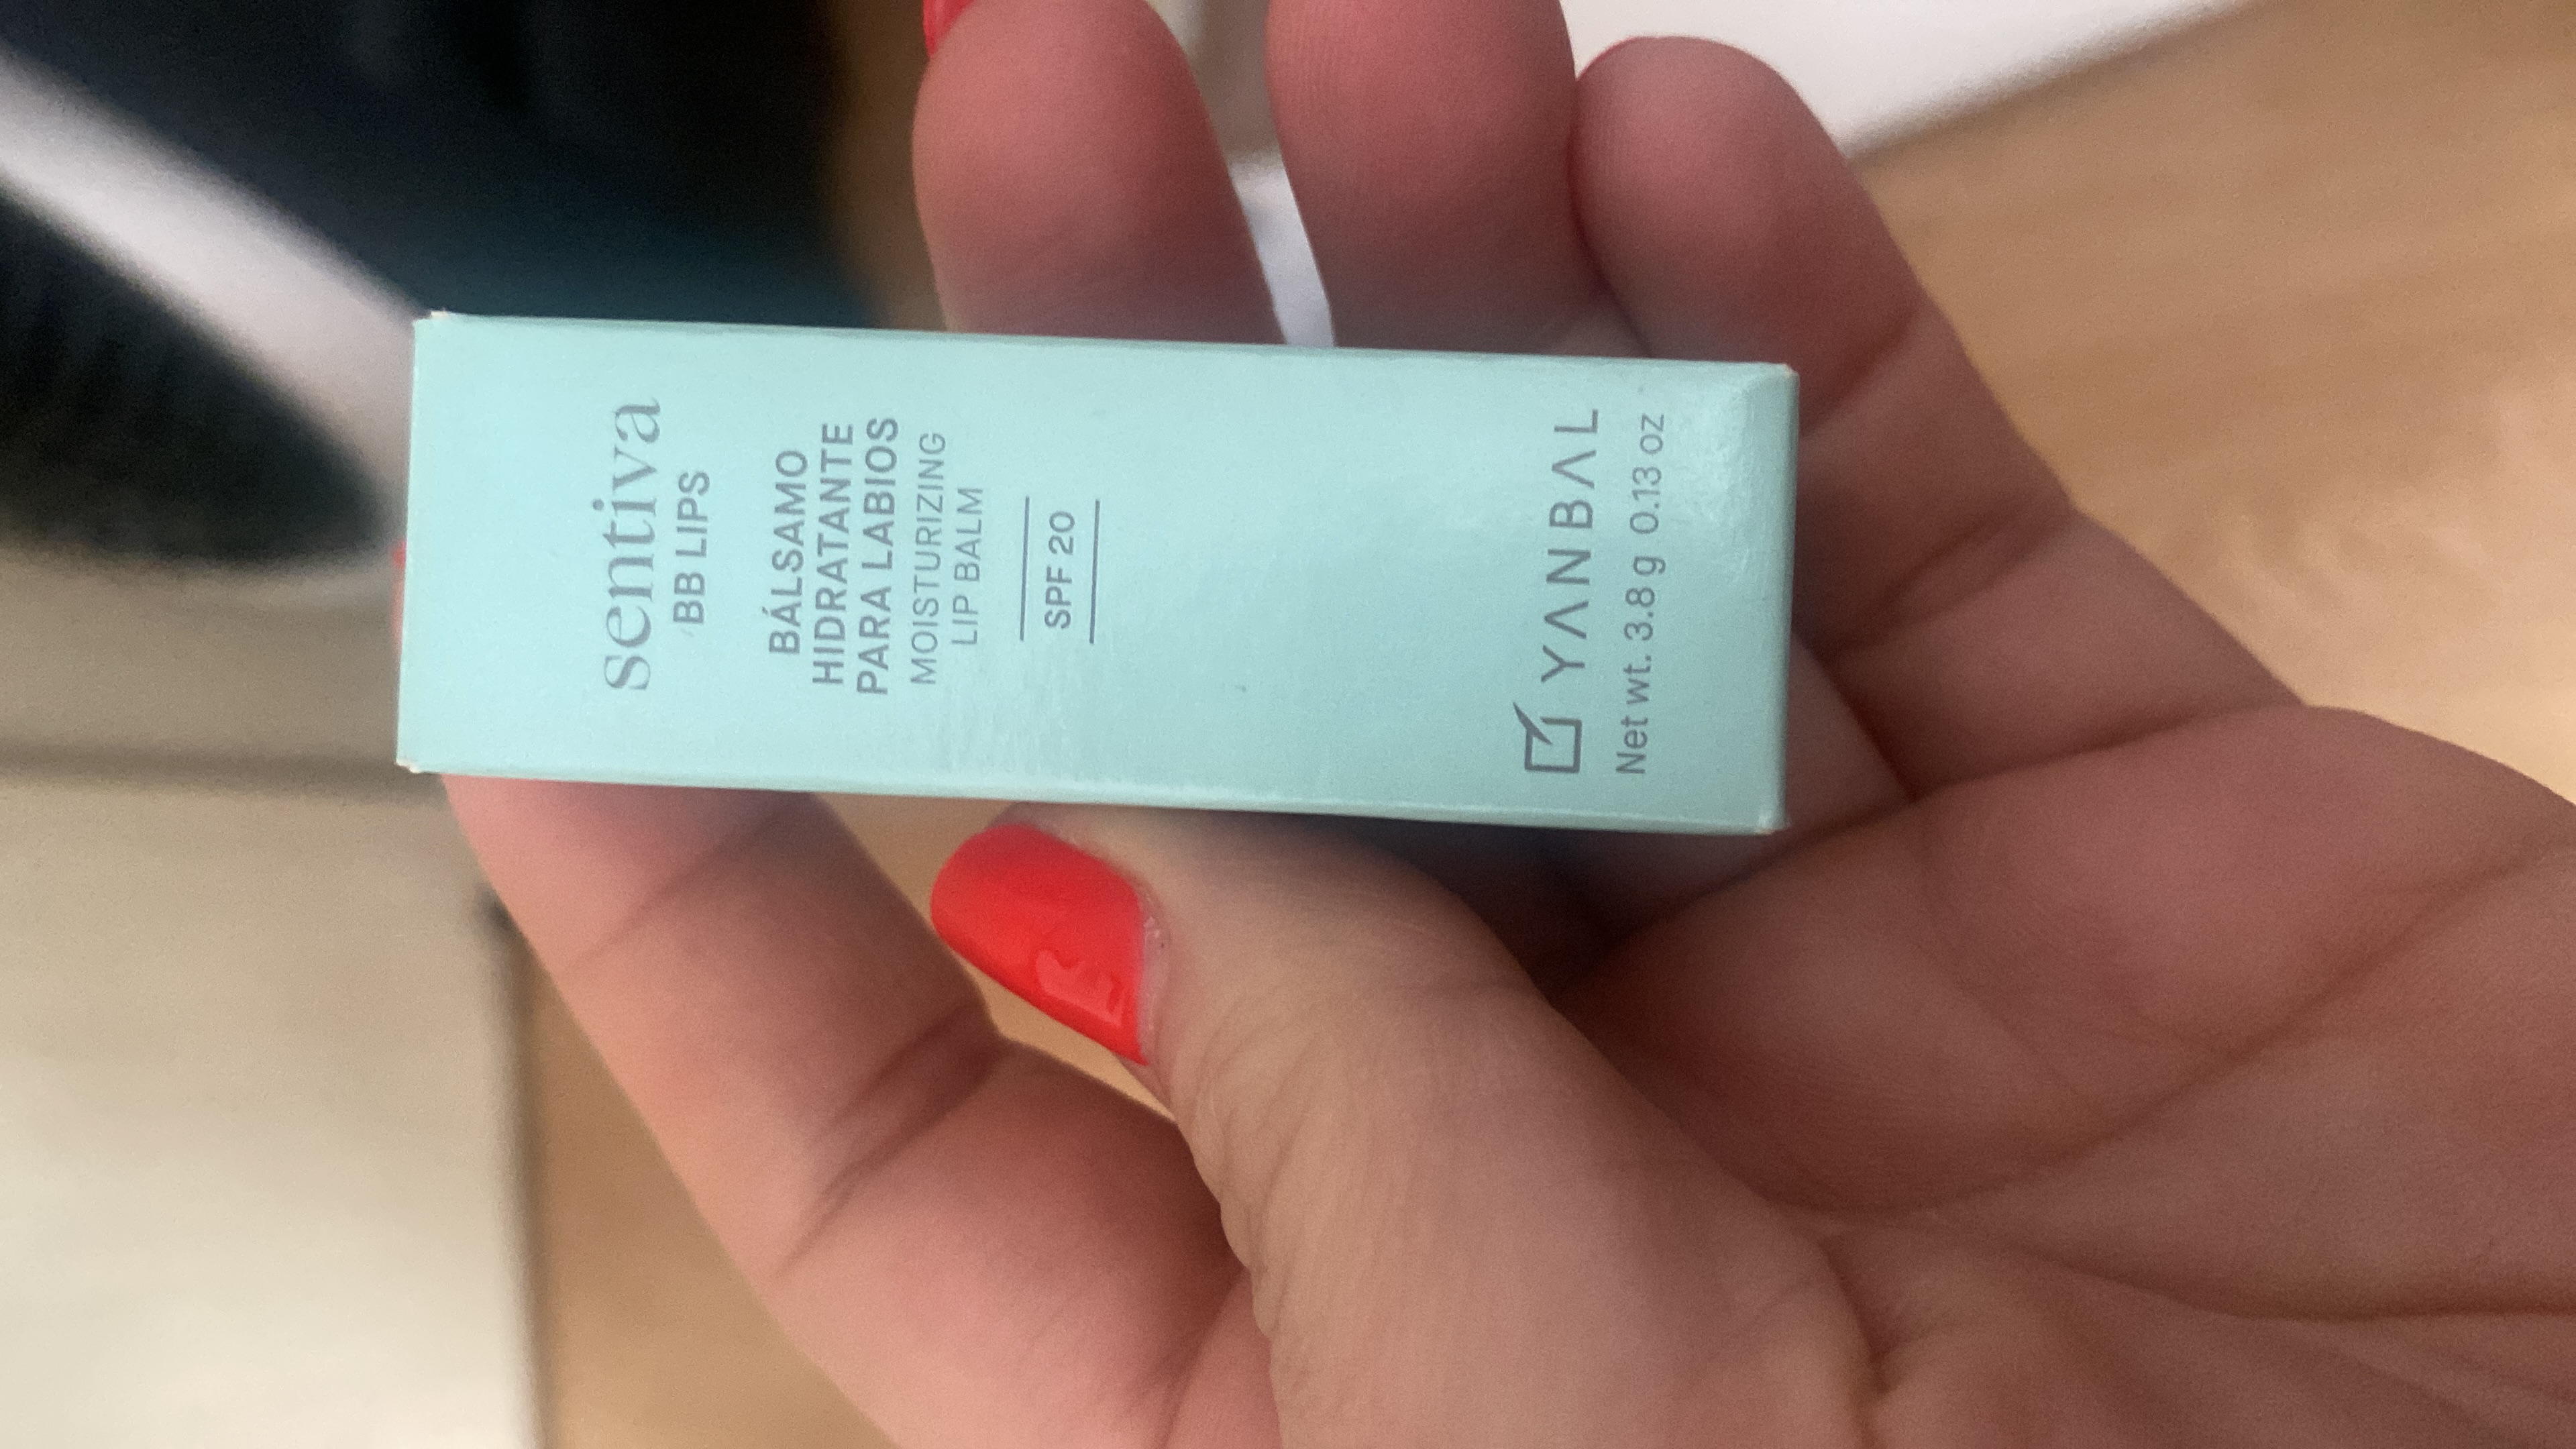 sentiva
BB LIPS
BÁLSAMO
HIDRATANTE
PARA LABIOS
MOISTURIZING
LIP BALM
SPF 20
YANBAL
Net wt. 3.8 g 0.13 oz